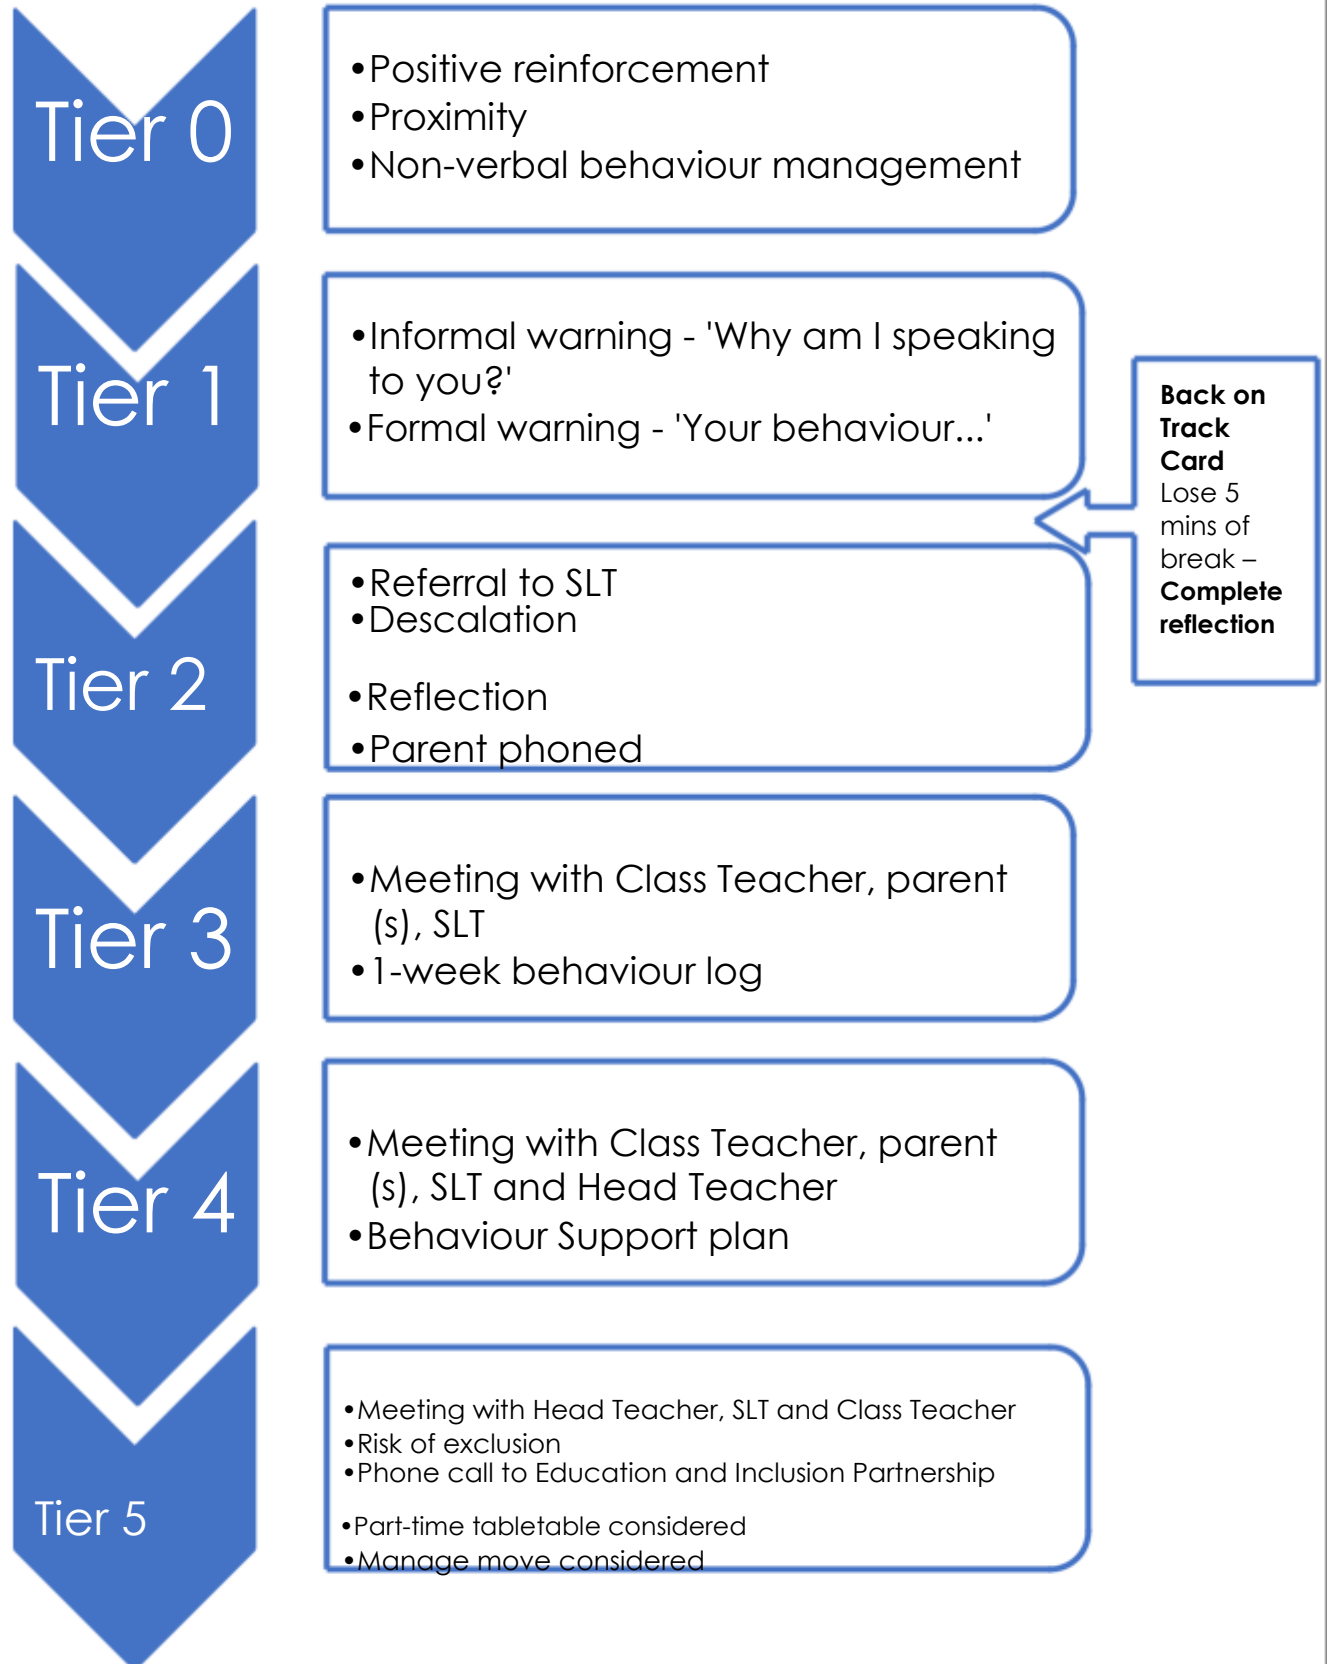 Tier 0
•Positive reinforcement
•Proximity
•Non-verbal behaviour management
Tier 1
•Informal warning - 'Why am I speaking
to you?'
•Formal warning - 'Your behaviour...'
Back on
Track
Card
Lose 5
mins of
break –
Complete
reflection
Tier 2
•Referral to SLT
•Descalation
•Reflection
•Parent phoned
Tier 3
•Meeting with Class Teacher, parent
(s), SLT
•1-week behaviour log
Tier 4
•Meeting with Class Teacher, parent
(s), SLT and Head Teacher
•Behaviour Support plan
Tier 5
•Meeting with Head Teacher, SLT and Class Teacher
•Risk of exclusion
•Phone call to Education and Inclusion Partnership
•Part-time tabletable considered
•Manage move considered